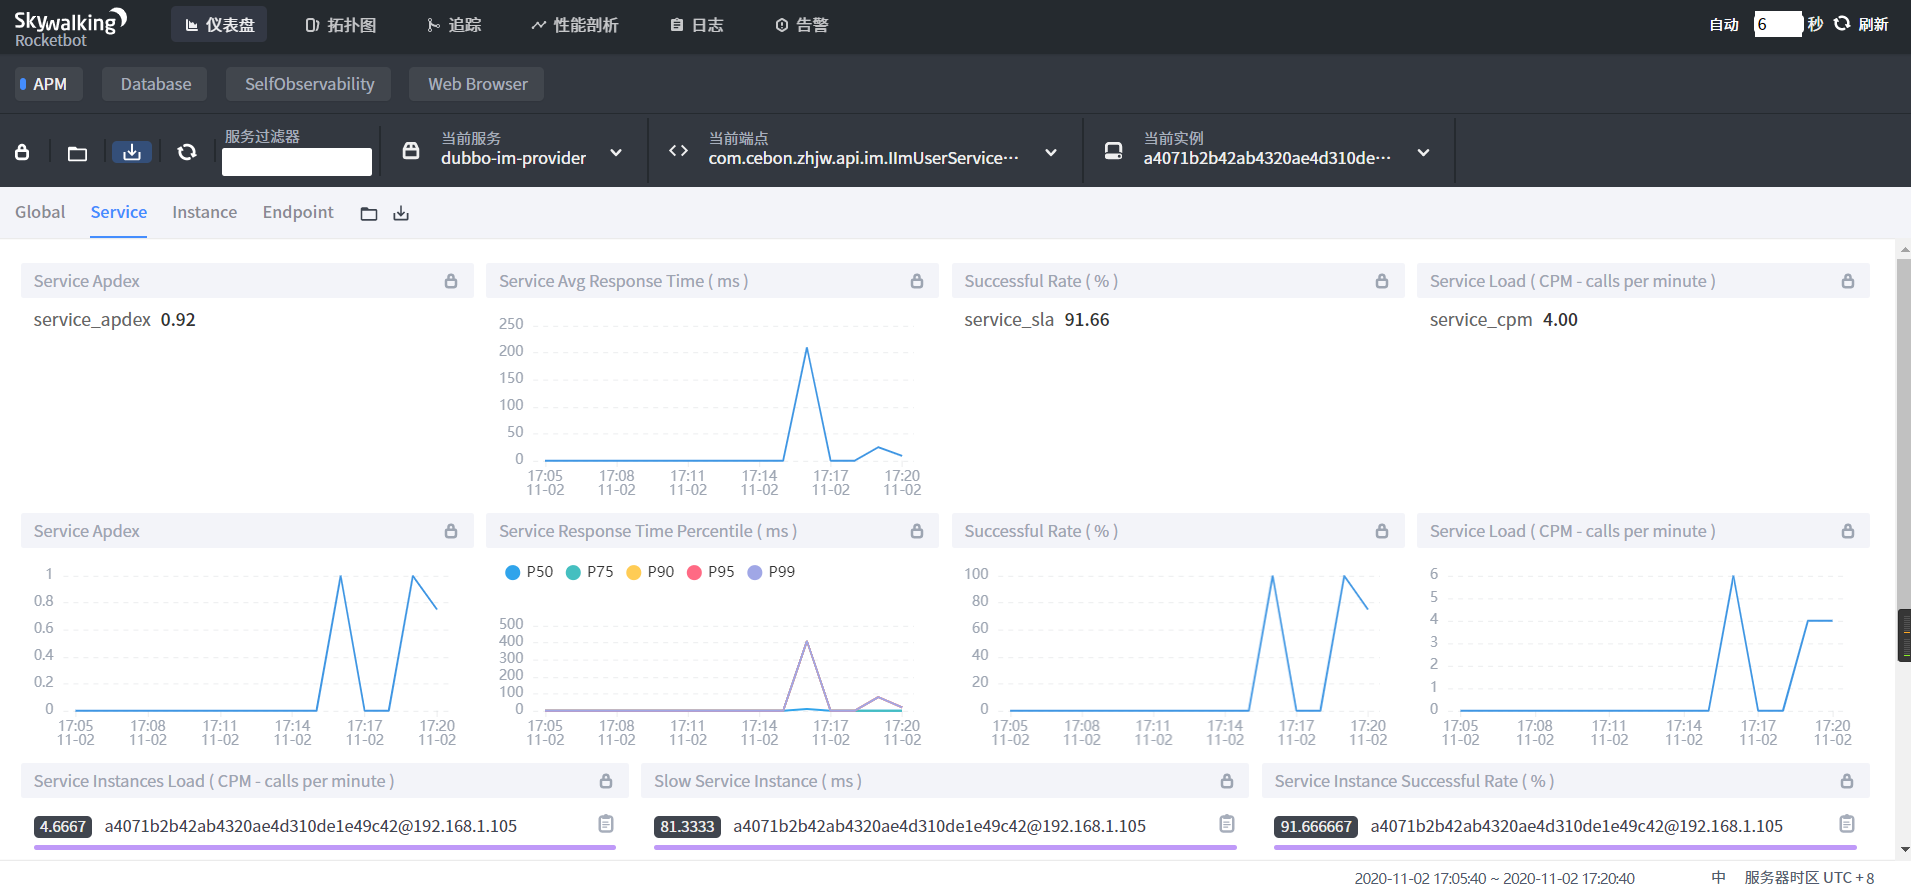 Skywalking
Rocketbot
仪表盘 拓扑图 追踪 性能剖析 日志 告警 自动 6 秒 刷新
APM Database SelfObservability Web Browser
服务过滤器
当前服务
dubbo-im-provider
当前端点
com.cebon.zhjw.api.im.IImUserService···
当前实例
a4071b2b42ab4320ae4d310de···
Global Service Instance Endpoint
Service Apdex
service_apdex 0.92
Service Avg Response Time ( ms )
250
200
150
100
50
0
17:05 17:08 17:11 17:14 17:17 17:20
11-02 11-02 11-02 11-02 11-02 11-02
Successful Rate ( % )
service_sla 91.66
Service Load ( CPM - calls per minute )
service_cpm 4.00
Service Apdex
1
0.8
0.6
0.4
0.2
0
17:05 17:08 17:11 17:14 17:17 17:20
11-02 11-02 11-02 11-02 11-02 11-02
Service Response Time Percentile ( ms )
P50 P75 P90 P95 P99
500
400
300
200
100
0
17:05 17:08 17:11 17:14 17:17 17:20
11-02 11-02 11-02 11-02 11-02 11-02
Successful Rate ( % )
100
80
60
40
20
0
17:05 17:08 17:11 17:14 17:17 17:20
11-02 11-02 11-02 11-02 11-02 11-02
Service Load ( CPM - calls per minute )
6
5
4
3
2
1
0
17:05 17:08 17:11 17:14 17:17 17:20
11-02 11-02 11-02 11-02 11-02 11-02
Service Instances Load ( CPM - calls per minute )
4.6667 a4071b2b42ab4320ae4d310de1e49c42@192.168.1.105
Slow Service Instance ( ms )
81.3333 a4071b2b42ab4320ae4d310de1e49c42@192.168.1.105
Service Instance Successful Rate ( % )
91.666667 a4071b2b42ab4320ae4d310de1e49c42@192.168.1.105
2020-11-02 17:05:40 ~ 2020-11-02 17:20:40 中 服务器时区 UTC + 8